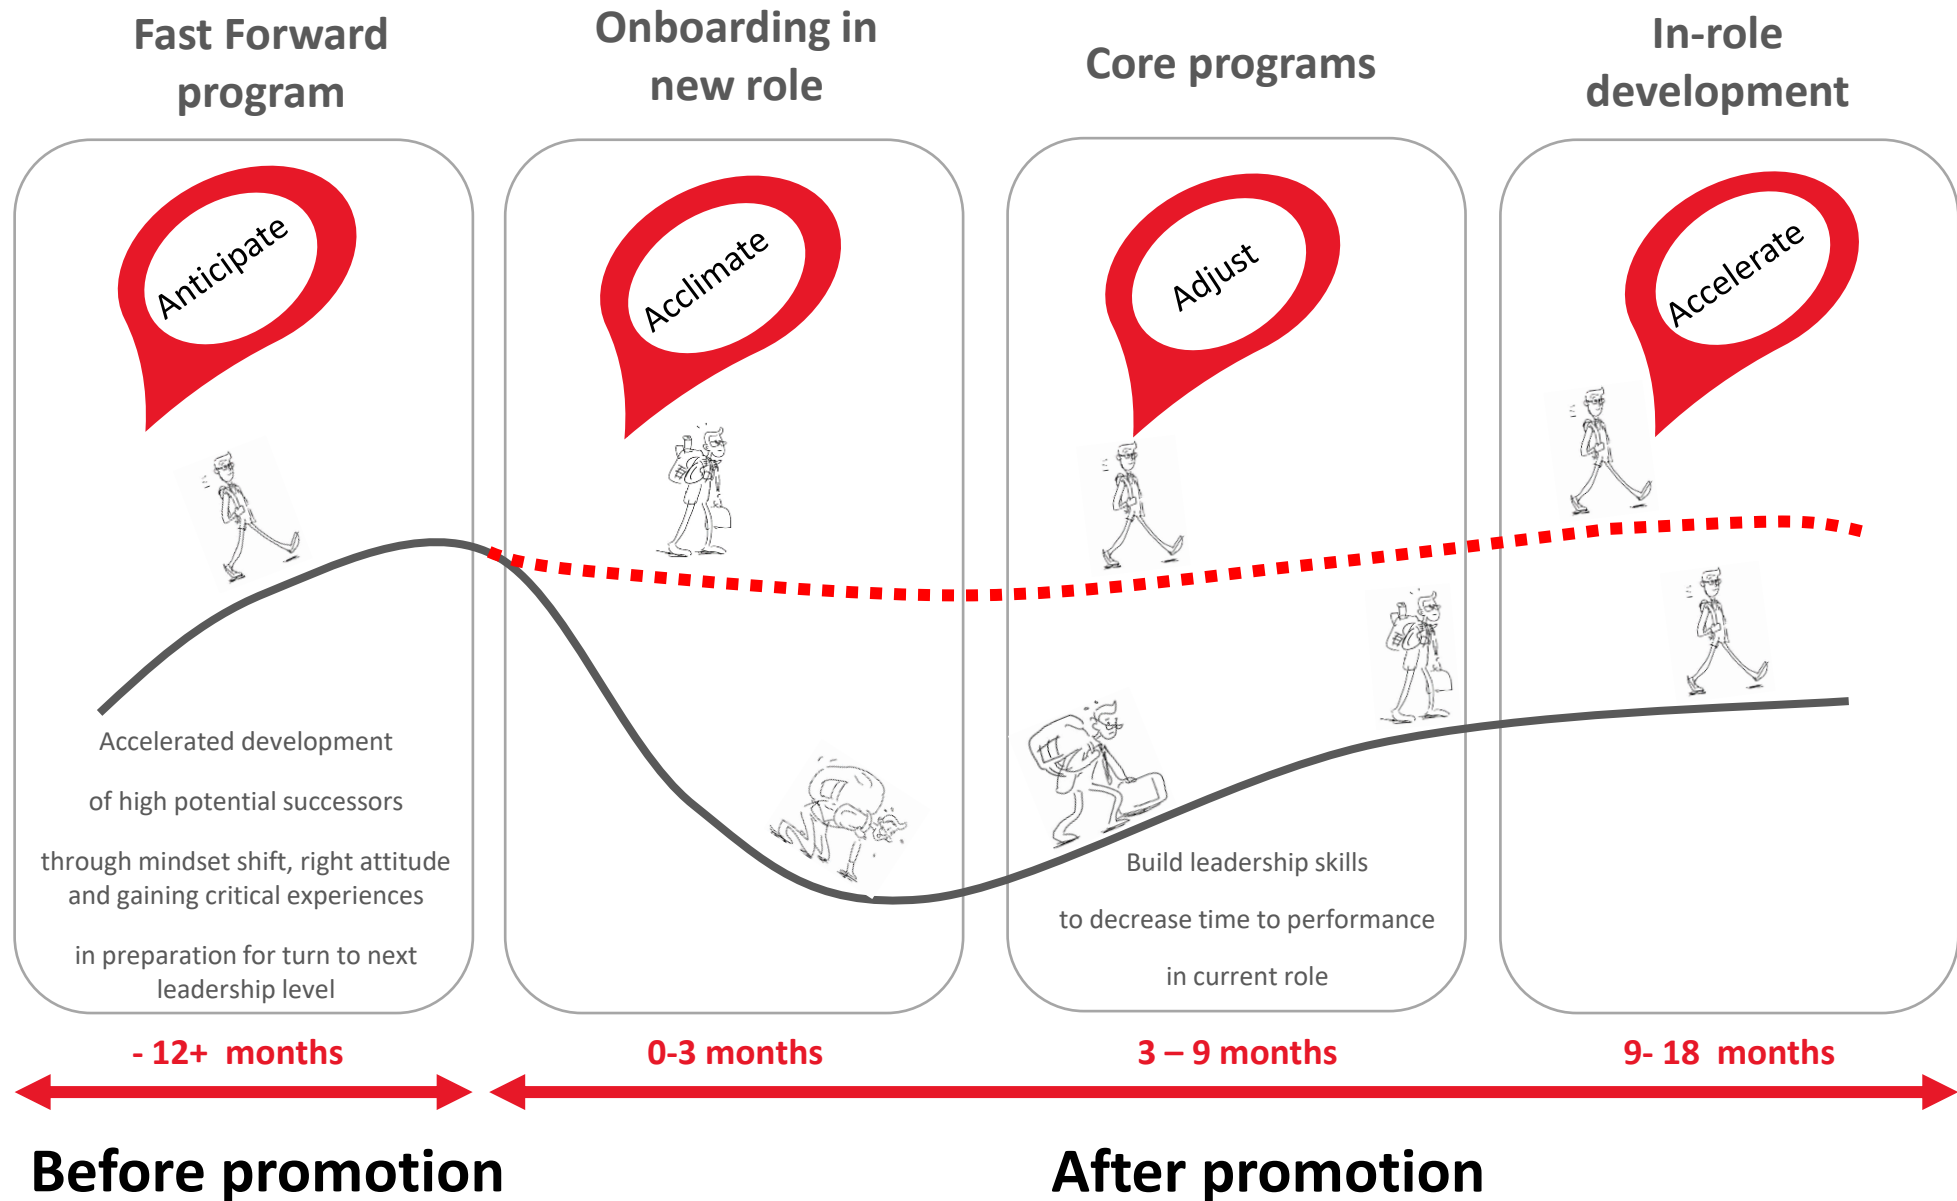 Fast Forward
program
Onboarding in
new role
Core programs
In-role
development
Anticipate
Acclimate
Adjust
Accelerate
Accelerated development
of high potential successors
through mindset shift, right attitude
and gaining critical experiences
in preparation for turn to next
leadership level
Build leadership skills
to decrease time to performance
in current role
- 12+  months
0-3 months
3 – 9 months
9- 18  months
Before promotion
After promotion